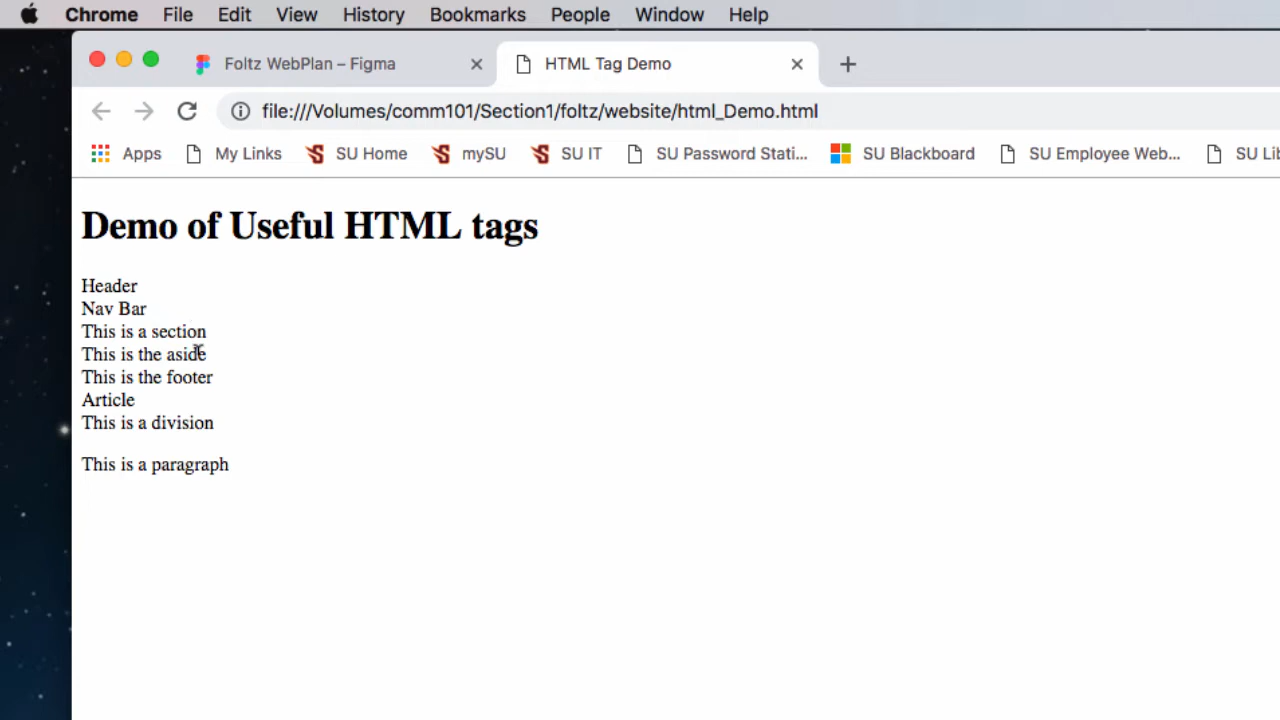 Chrome File Edit View History Bookmarks People Window Help
Foltz WebPlan – Figma HTML Tag Demo
file:///Volumes/comm101/Section1/foltz/website/html_Demo.html
Apps My Links SU Home mySU SU IT SU Password Stati... SU Blackboard SU Employee Web... SU Lib
Demo of Useful HTML tags
Header
Nav Bar
This is a section
This is the aside
This is the footer
Article
This is a division
This is a paragraph